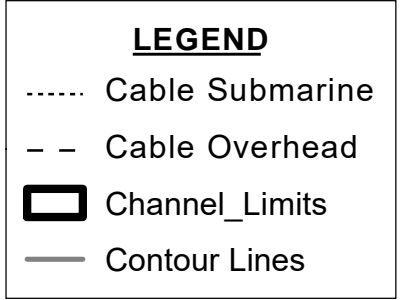 LEGEND
Cable Submarine
Cable Overhead
Channel_Limits
Contour Lines